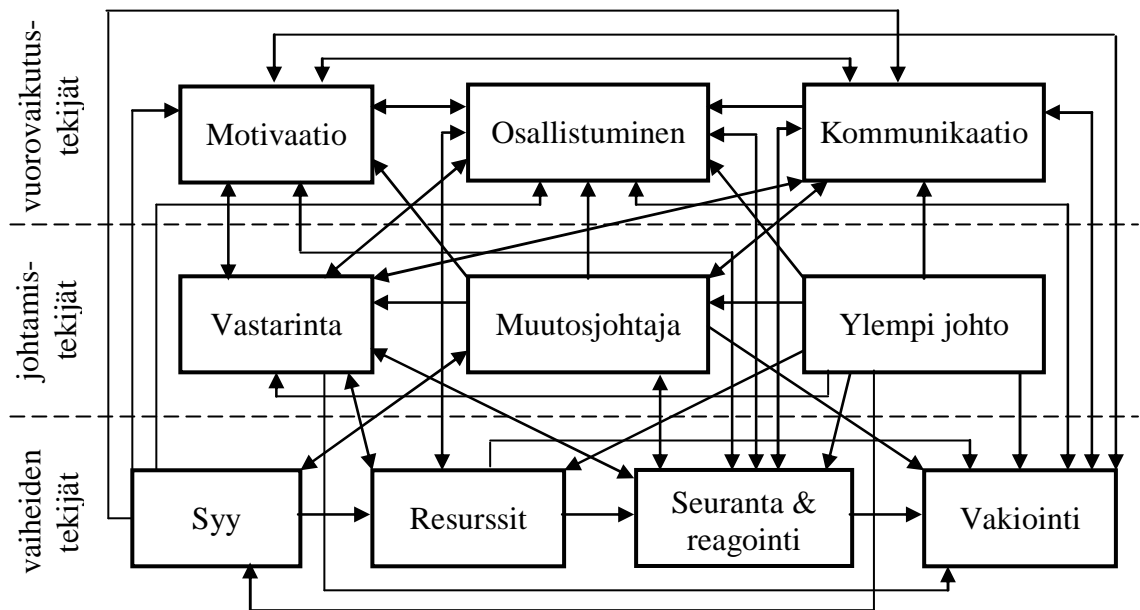 vuorovaikutus-
tekijät
Motivaatio
Osallistuminen
Kommunikaatio
johtamis-
tekijät
Vastarinta
Muutosjohtaja
Ylempi johto
vaiheiden
tekijät
Syy
Resurssit
Seuranta &
reagointi
Vakiointi